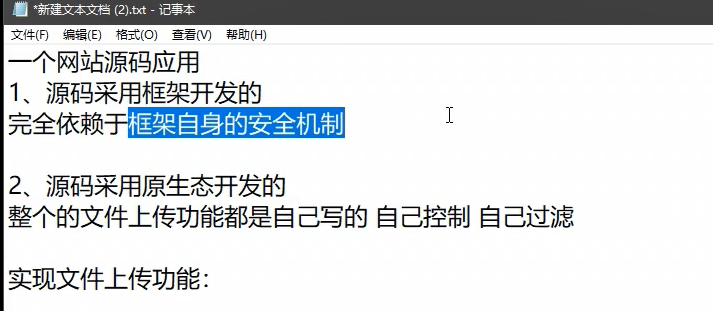 *新建文本文档 (2).txt - 记事本
文件(F) 编辑(E) 格式(O) 查看(V) 帮助(H)
一个网站源码应用
1、源码采用框架开发的
完全依赖于框架自身的安全机制
2、源码采用原生态开发的
整个的文件上传功能都是自己写的 自己控制 自己过滤
实现文件上传功能：